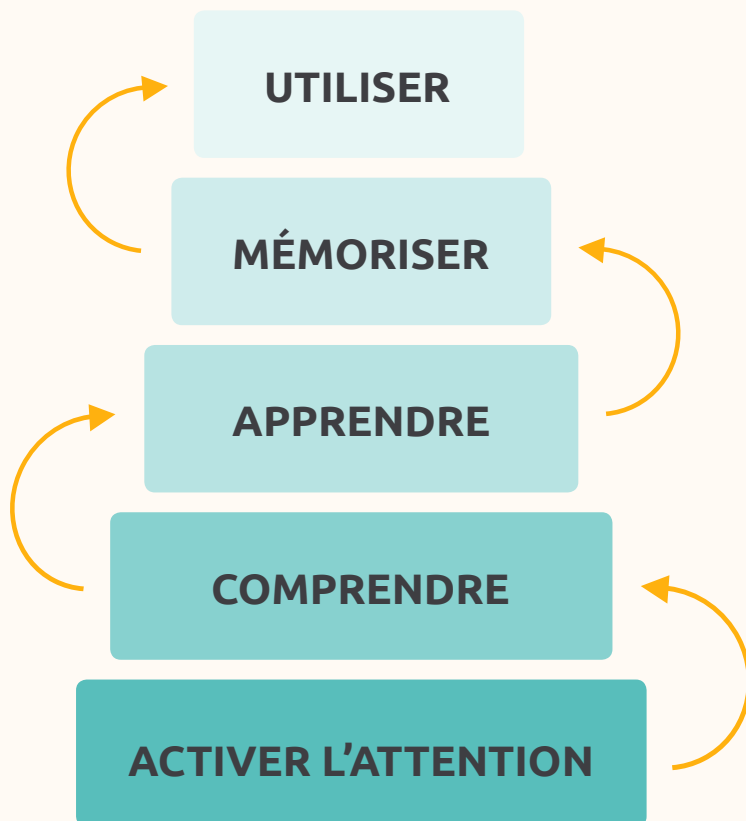 UTILISER
MÉMORISER
APPRENDRE
COMPRENDRE
ACTIVER L’ATTENTION